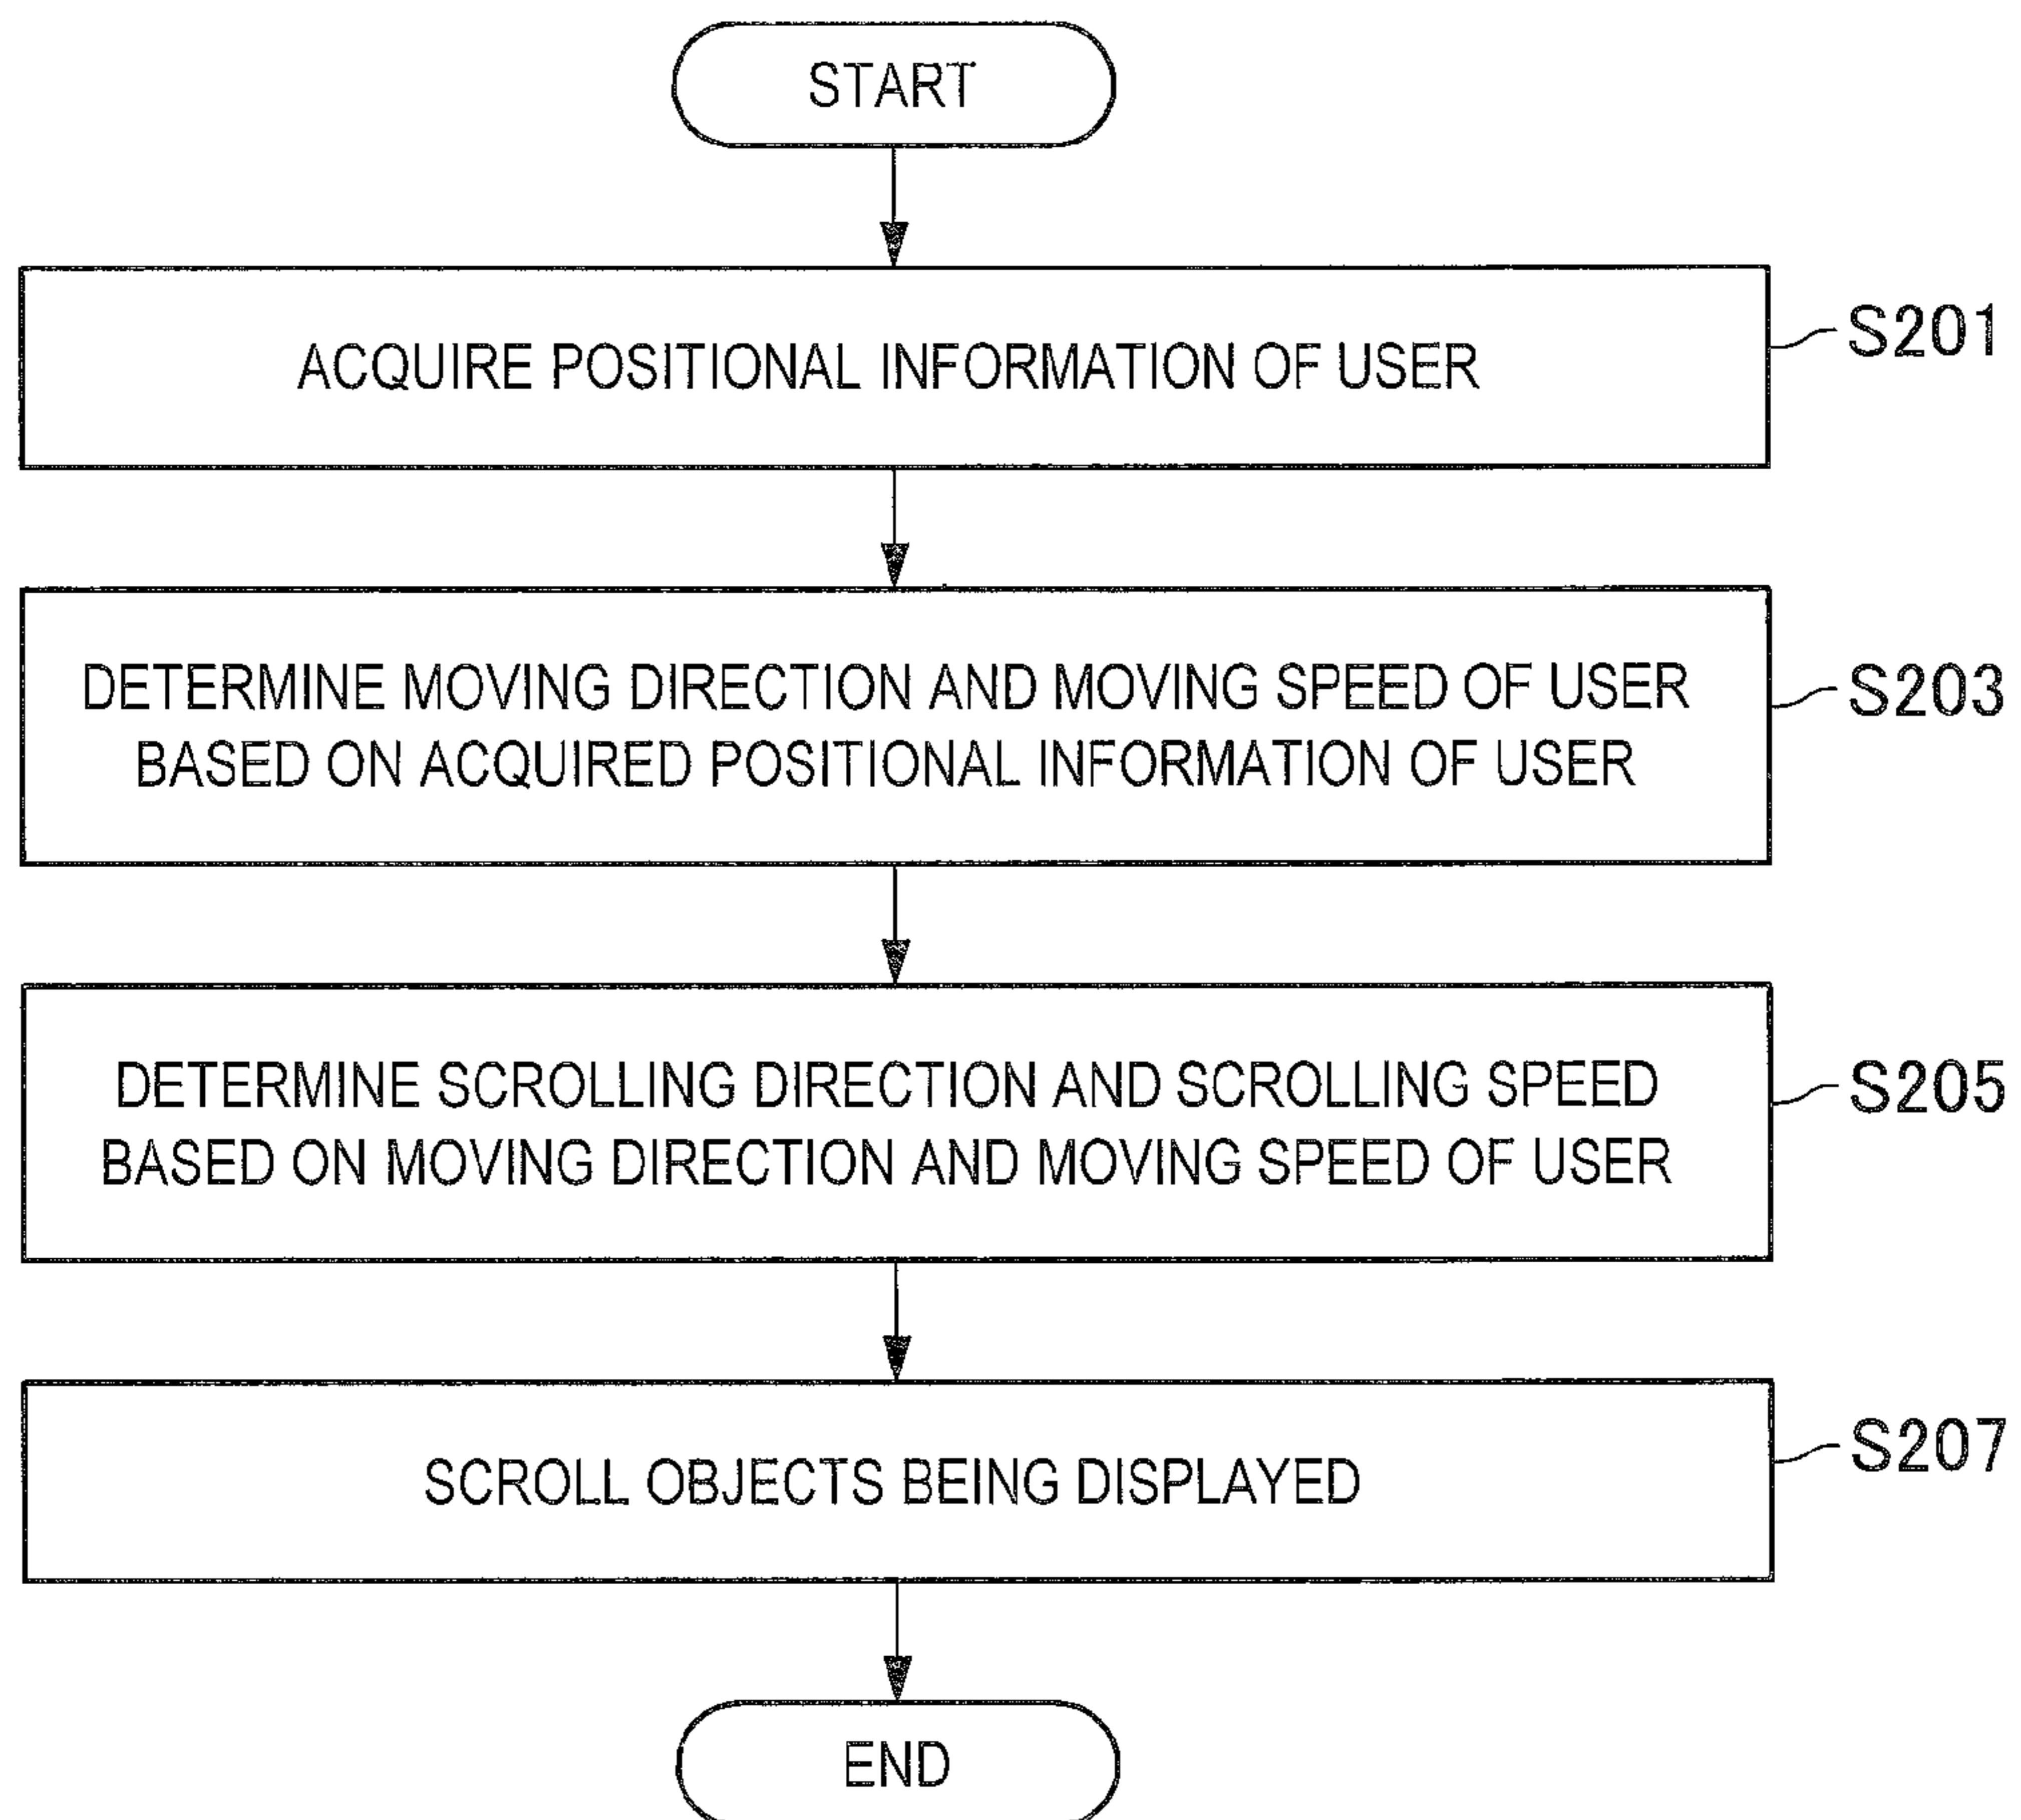 START
ACQUIRE POSITIONAL INFORMATION OF USER
S201
DETERMINE MOVING DIRECTION AND MOVING SPEED OF USER
BASED ON ACQUIRED POSITIONAL INFORMATION OF USER
S203
DETERMINE SCROLLING DIRECTION AND SCROLLING SPEED
BASED ON MOVING DIRECTION AND MOVING SPEED OF USER
S205
SCROLL OBJECTS BEING DISPLAYED
S207
END